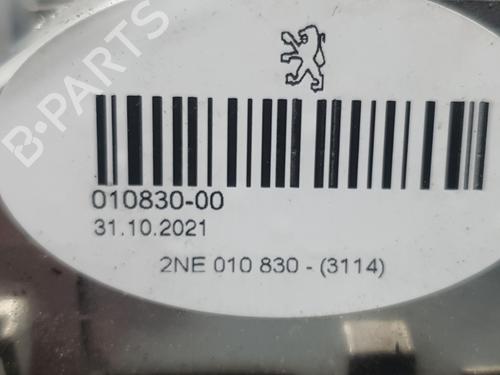 B-PARTS
010830-00
31.10.2021
2NE 010 830 - (3114)